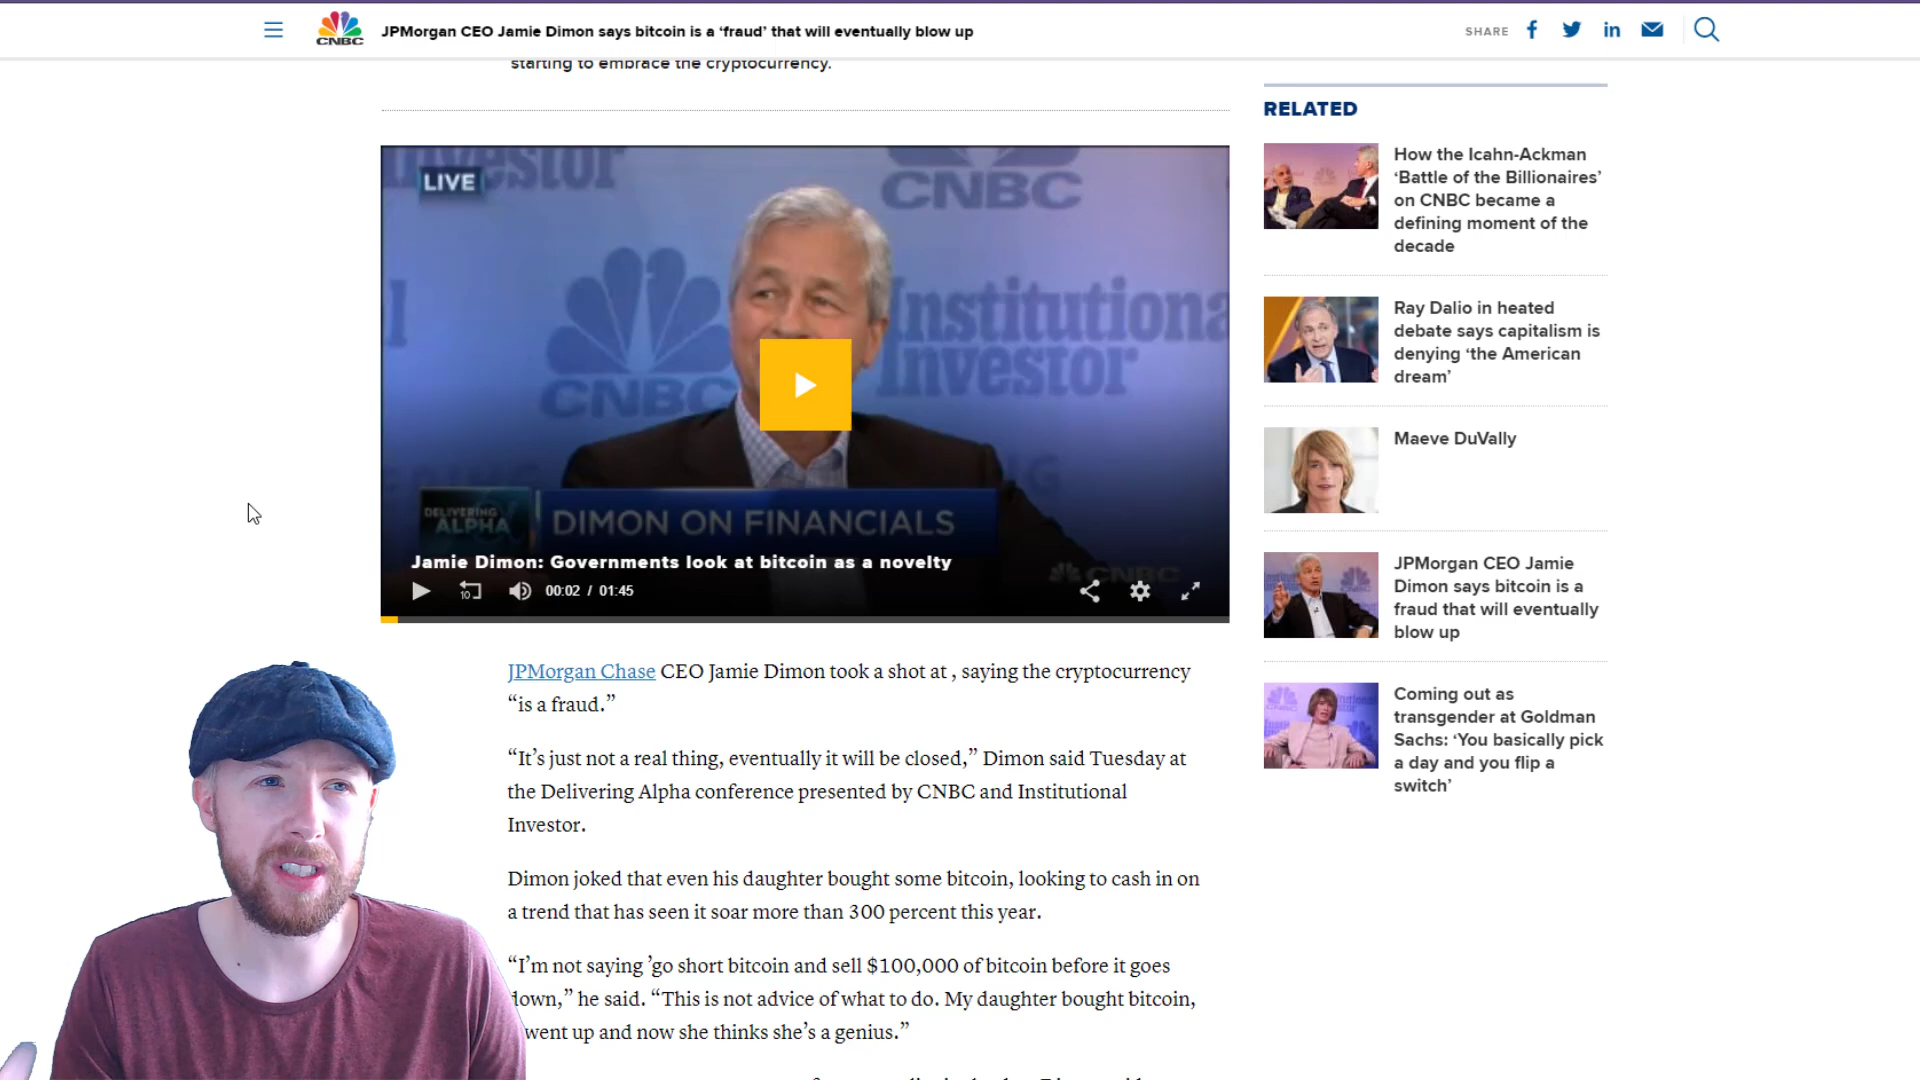 CNBC
JPMorgan CEO Jamie Dimon says bitcoin is a ‘fraud’ that will eventually blow up
SHARE
starting to embrace the cryptocurrency.
LIVE
Investor
CNBC
Institutional
Investor
CNBC
DELIVERING
ALPHA
DIMON ON FINANCIALS
Jamie Dimon: Governments look at bitcoin as a novelty
CNBC
10
00:02 / 01:45
JPMorgan Chase CEO Jamie Dimon took a shot at , saying the cryptocurrency
“is a fraud.”
“It’s just not a real thing, eventually it will be closed,” Dimon said Tuesday at
the Delivering Alpha conference presented by CNBC and Institutional
Investor.
Dimon joked that even his daughter bought some bitcoin, looking to cash in on
a trend that has seen it soar more than 300 percent this year.
“I’m not saying ’go short bitcoin and sell $100,000 of bitcoin before it goes
down,” he said. “This is not advice of what to do. My daughter bought bitcoin,
went up and now she thinks she’s a genius.”
RELATED
How the Icahn-Ackman
‘Battle of the Billionaires’
on CNBC became a
defining moment of the
decade
Ray Dalio in heated
debate says capitalism is
denying ‘the American
dream’
Maeve DuVally
JPMorgan CEO Jamie
Dimon says bitcoin is a
fraud that will eventually
blow up
Coming out as
transgender at Goldman
Sachs: ‘You basically pick
a day and you flip a
switch’